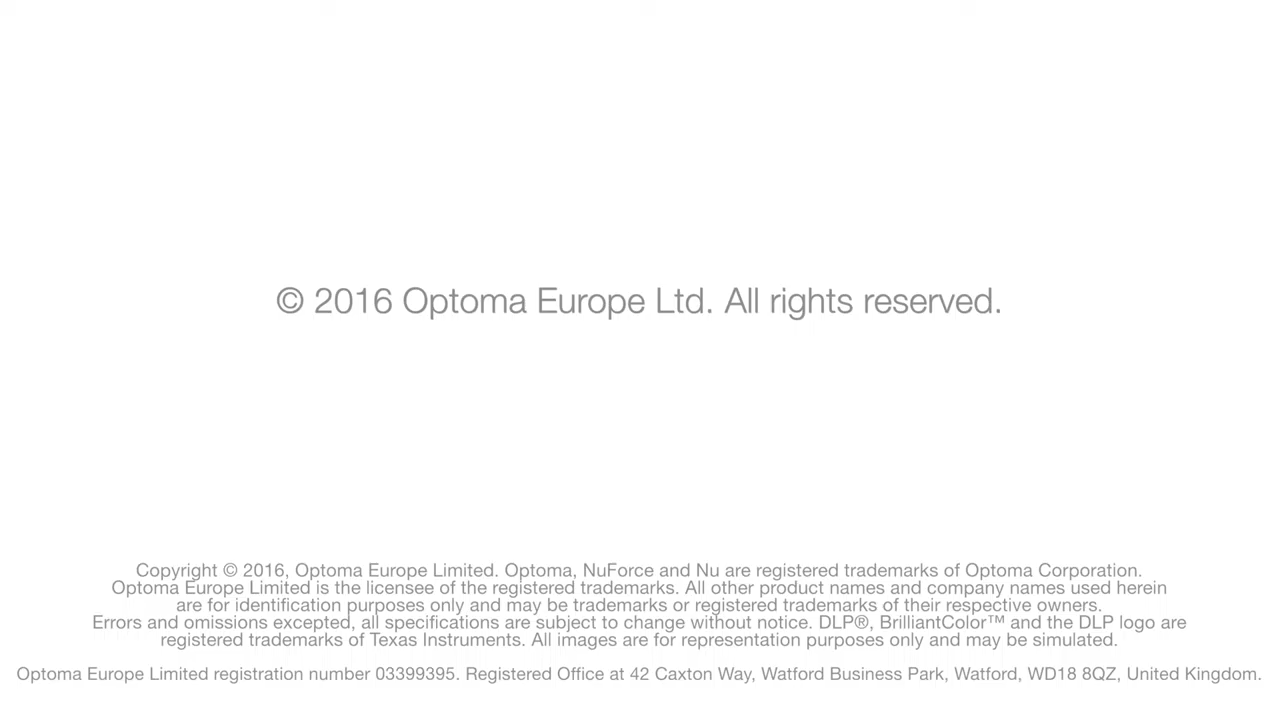 © 2016 Optoma Europe Ltd. All rights reserved.
Copyright © 2016, Optoma Europe Limited. Optoma, NuForce and Nu are registered trademarks of Optoma Corporation.
Optoma Europe Limited is the licensee of the registered trademarks. All other product names and company names used herein
are for identification purposes only and may be trademarks or registered trademarks of their respective owners.
Errors and omissions excepted, all specifications are subject to change without notice. DLP®, BrilliantColor™ and the DLP logo are
registered trademarks of Texas Instruments. All images are for representation purposes only and may be simulated.
Optoma Europe Limited registration number 03399395. Registered Office at 42 Caxton Way, Watford Business Park, Watford, WD18 8QZ, United Kingdom.